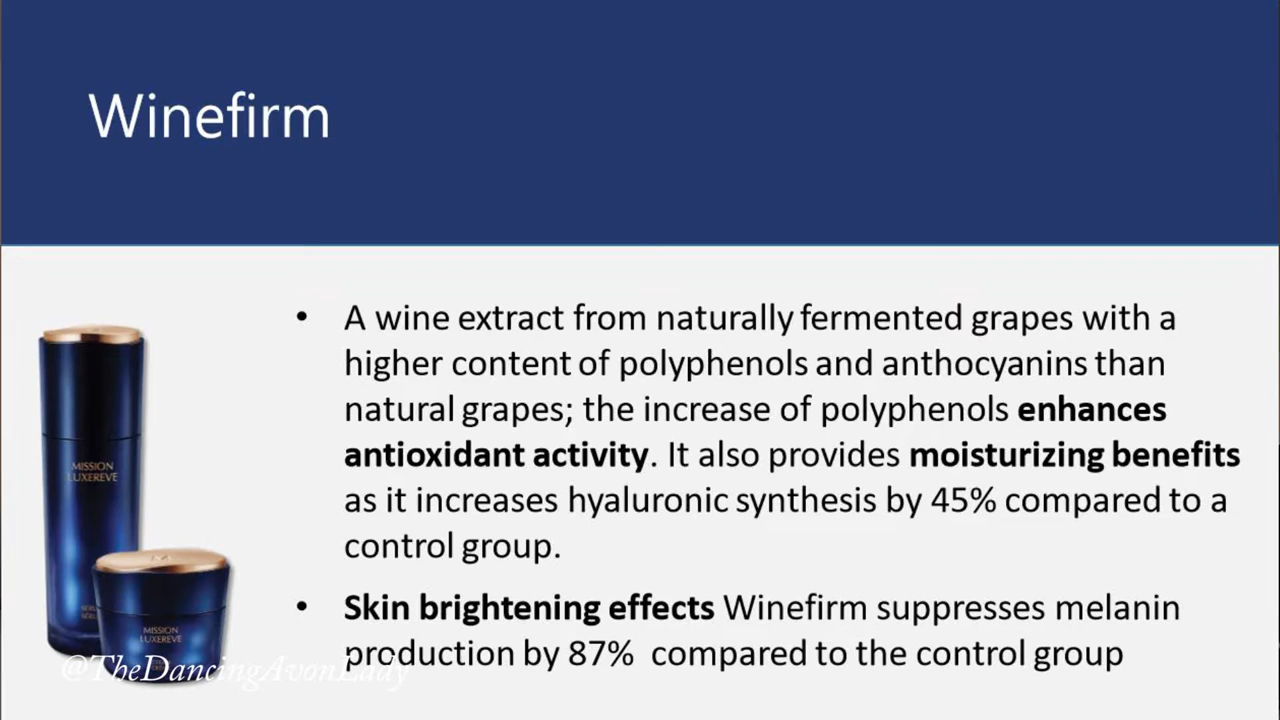 Winefirm
• A wine extract from naturally fermented grapes with a
higher content of polyphenols and anthocyanins than
natural grapes; the increase of polyphenols enhances
antioxidant activity. It also provides moisturizing benefits
as it increases hyaluronic synthesis by 45% compared to a
control group.
• Skin brightening effects Winefirm suppresses melanin
production by 87% compared to the control group
MISSION
LUXEREVE
MISSION
LUXEREVE
@TheDancingAvonLady